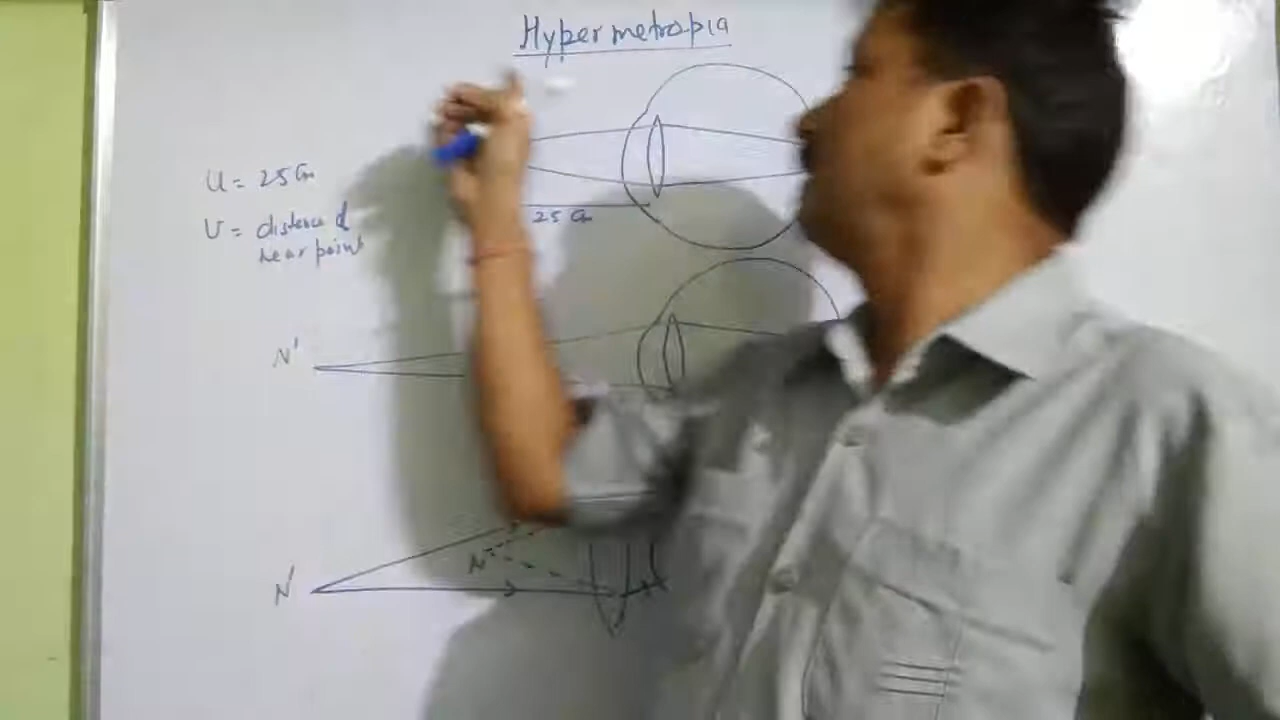 Hypermetropia
U = 25 Cm
V = distance of
near point
25 Cm
N'
N
N'